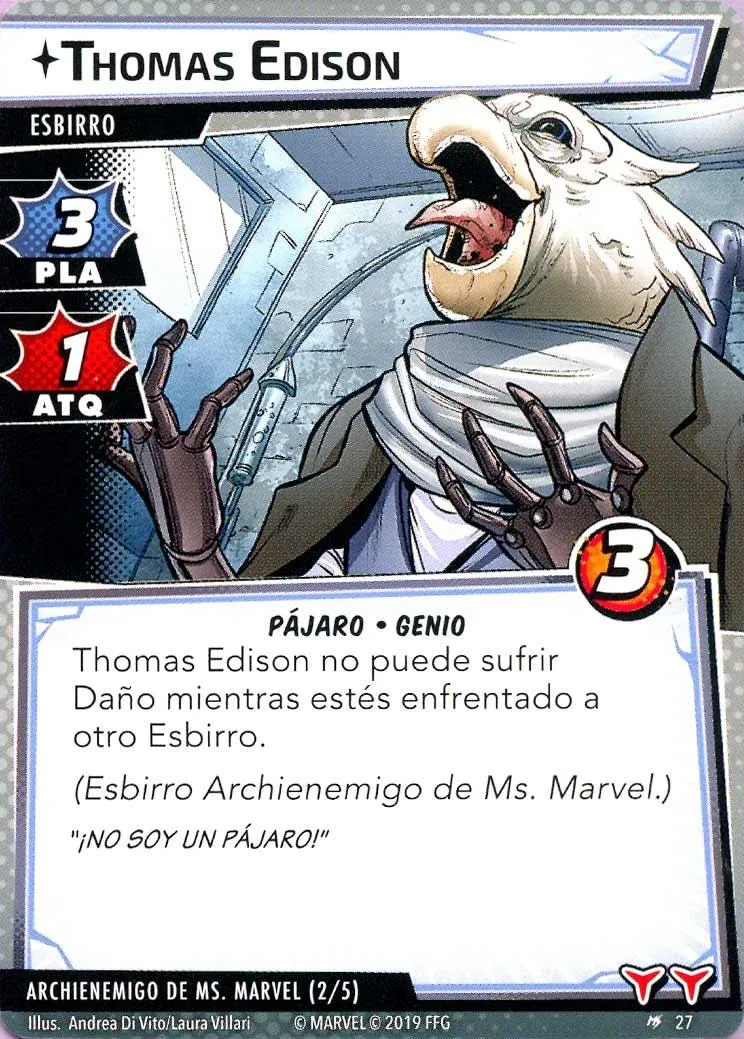 THOMAS EDISON
ESBIRRO
3
PLA
1
ATQ
3
PÁJARO • GENIO
Thomas Edison no puede sufrir
Daño mientras estés enfrentado a
otro Esbirro.
(Esbirro Archienemigo de Ms. Marvel.)
"¡NO SOY UN PÁJARO!"
ARCHIENEMIGO DE MS. MARVEL (2/5)
Illus. Andrea Di Vito/Laura Villari © MARVEL © 2019 FFG 27